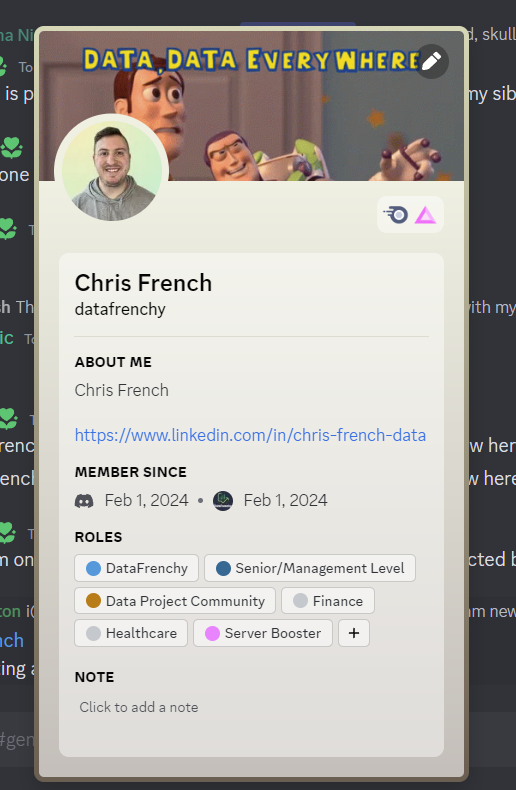 DATA, DATA EVERYWHERE
Chris French
datafrenchy
ABOUT ME
Chris French
https://www.linkedin.com/in/chris-french-data
MEMBER SINCE
Feb 1, 2024 • Feb 1, 2024
ROLES
DataFrenchy
Senior/Management Level
Data Project Community
Finance
Healthcare
Server Booster
+
NOTE
Click to add a note